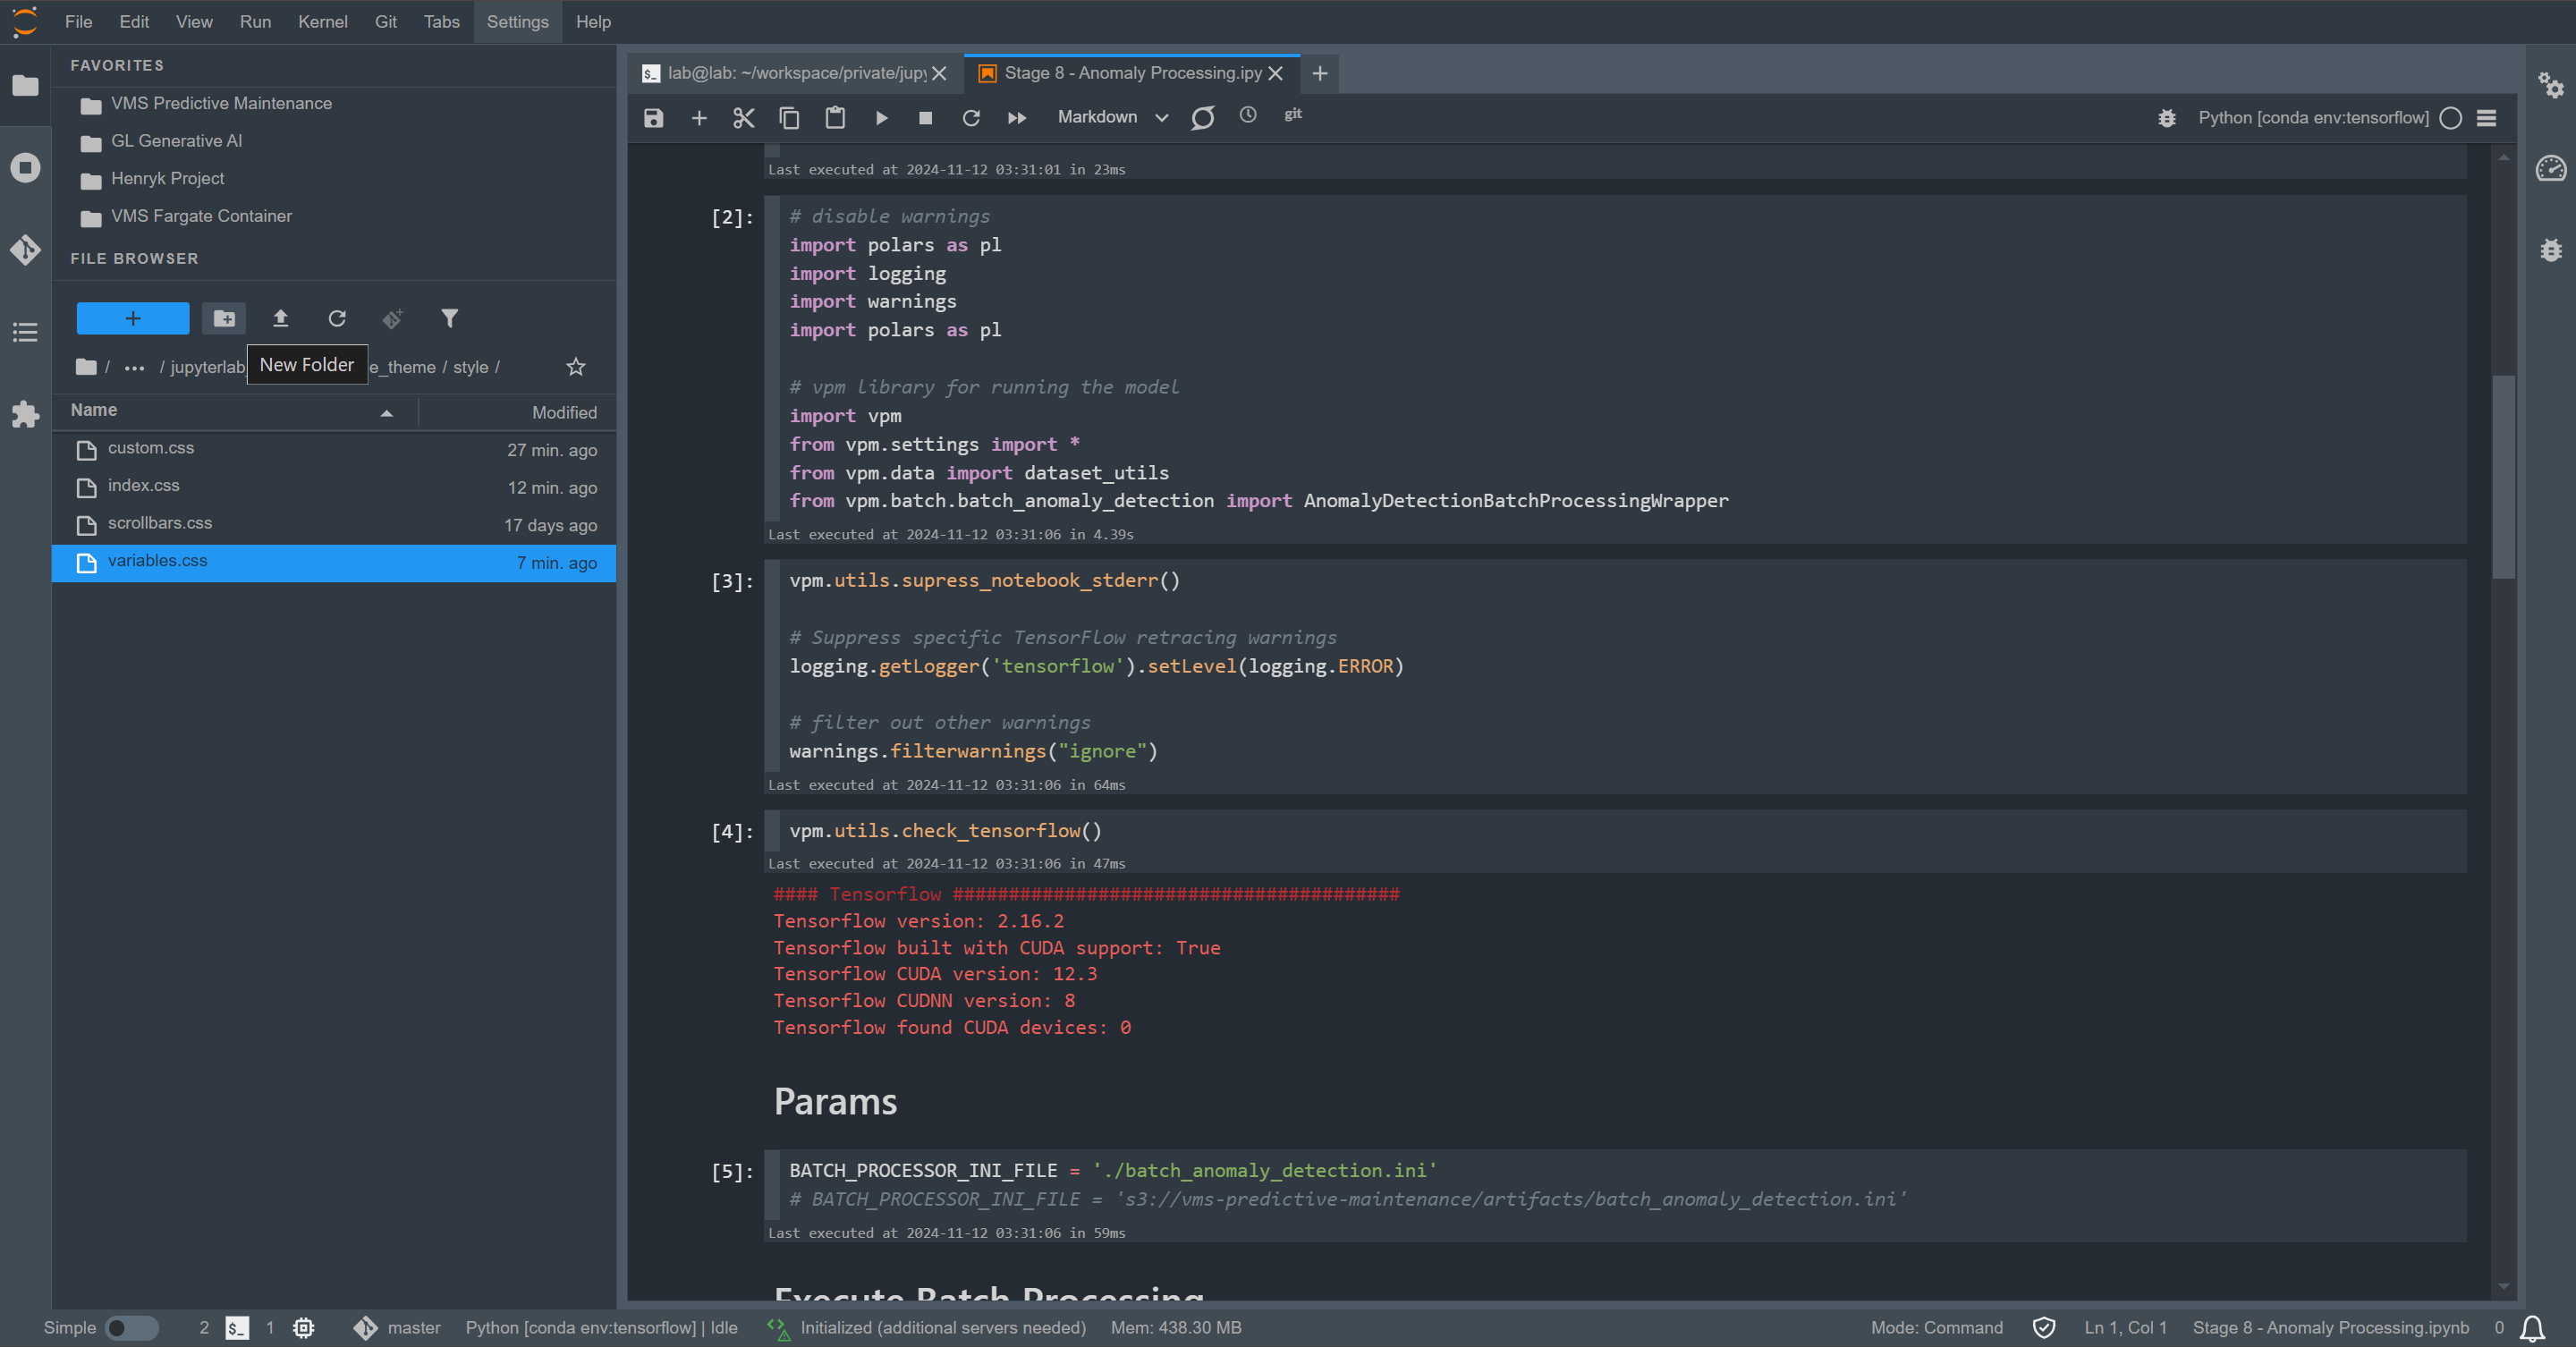 File Edit View Run Kernel Git Tabs Settings Help
FAVORITES
VMS Predictive Maintenance
GL Generative AI
Henryk Project
VMS Fargate Container
FILE BROWSER
New Folder
/ ... / jupyterlab e_theme / style /
Name Modified
custom.css 27 min. ago
index.css 12 min. ago
scrollbars.css 17 days ago
variables.css 7 min. ago
lab@lab: ~/workspace/private/jupy
Stage 8 - Anomaly Processing.ipy
Markdown git Python [conda env:tensorflow]
Last executed at 2024-11-12 03:31:01 in 23ms
[2]: # disable warnings
import polars as pl
import logging
import warnings
import polars as pl
# vpm library for running the model
import vpm
from vpm.settings import *
from vpm.data import dataset_utils
from vpm.batch.batch_anomaly_detection import AnomalyDetectionBatchProcessingWrapper
Last executed at 2024-11-12 03:31:06 in 4.39s
[3]: vpm.utils.supress_notebook_stderr()
# Suppress specific TensorFlow retracing warnings
logging.getLogger('tensorflow').setLevel(logging.ERROR)
# filter out other warnings
warnings.filterwarnings("ignore")
Last executed at 2024-11-12 03:31:06 in 64ms
[4]: vpm.utils.check_tensorflow()
Last executed at 2024-11-12 03:31:06 in 47ms
#### Tensorflow ########################################
Tensorflow version: 2.16.2
Tensorflow built with CUDA support: True
Tensorflow CUDA version: 12.3
Tensorflow CUDNN version: 8
Tensorflow found CUDA devices: 0
Params
[5]: BATCH_PROCESSOR_INI_FILE = './batch_anomaly_detection.ini'
# BATCH_PROCESSOR_INI_FILE = 's3://vms-predictive-maintenance/artifacts/batch_anomaly_detection.ini'
Last executed at 2024-11-12 03:31:06 in 59ms
Execute Batch Processing
Simple 2 $_ 1 master Python [conda env:tensorflow] | Idle Initialized (additional servers needed) Mem: 438.30 MB Mode: Command Ln 1, Col 1 Stage 8 - Anomaly Processing.ipynb 0